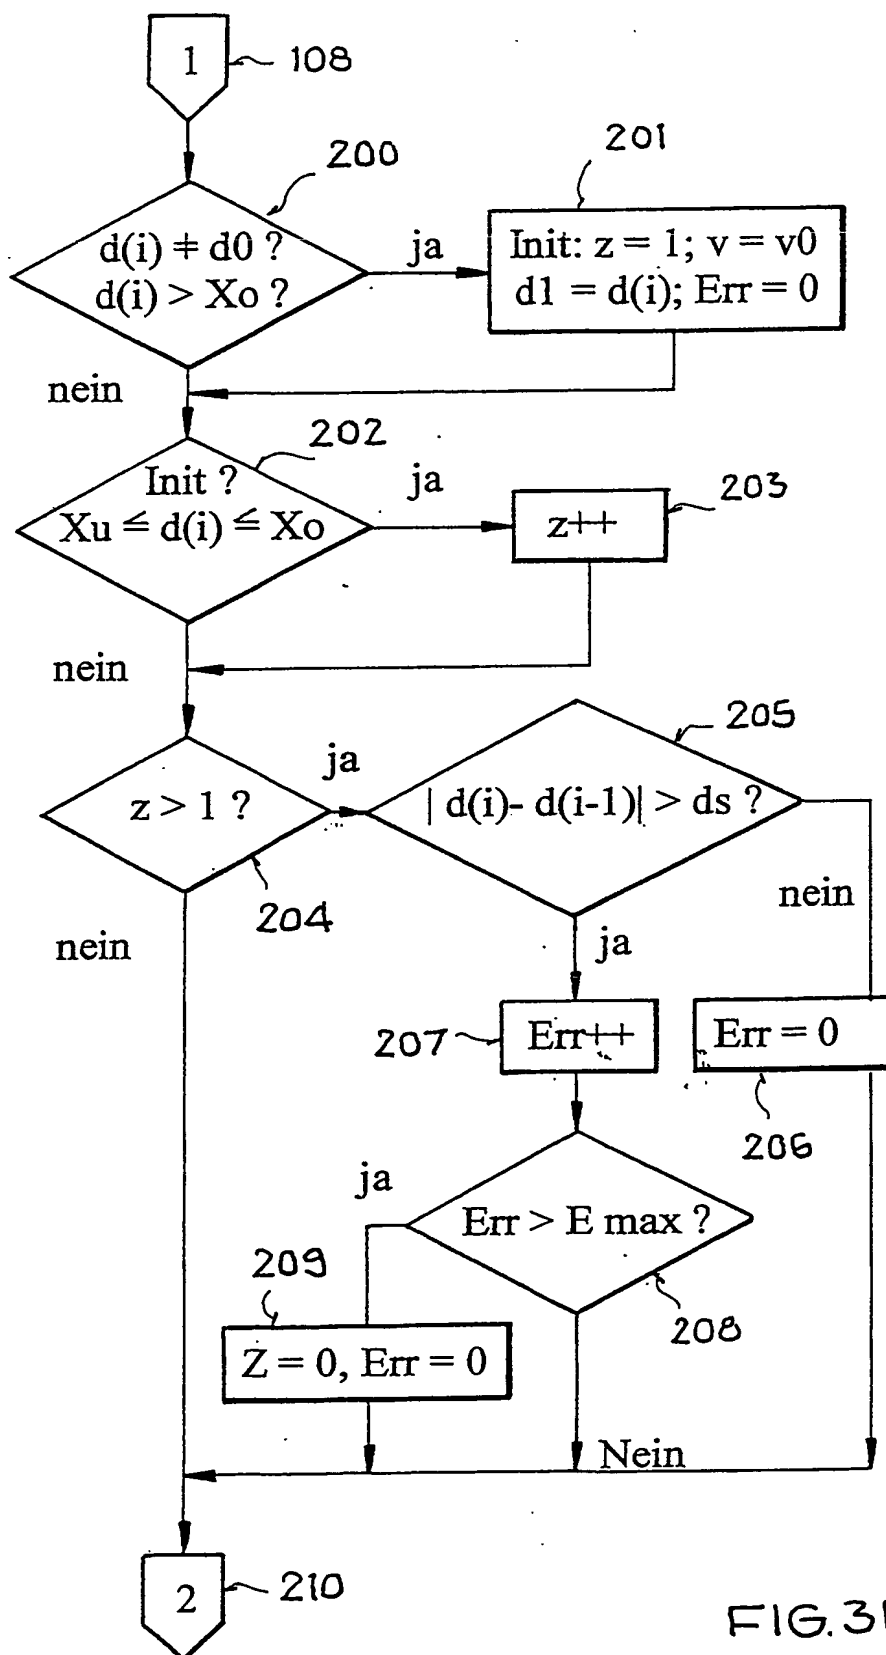 1
108
200
201
d(i) ≠ d0 ?
d(i) > Xo ?
ja
Init: z = 1; v = v0
d1 = d(i); Err = 0
nein
202
Init ?
Xu ≦ d(i) ≦ Xo
ja
203
z++
nein
205
z > 1 ?
ja
| d(i)- d(i-1)| > ds ?
204
nein
ja
nein
207
Err++
Err = 0
206
ja
Err > E max ?
208
209
Z = 0, Err = 0
Nein
2
210